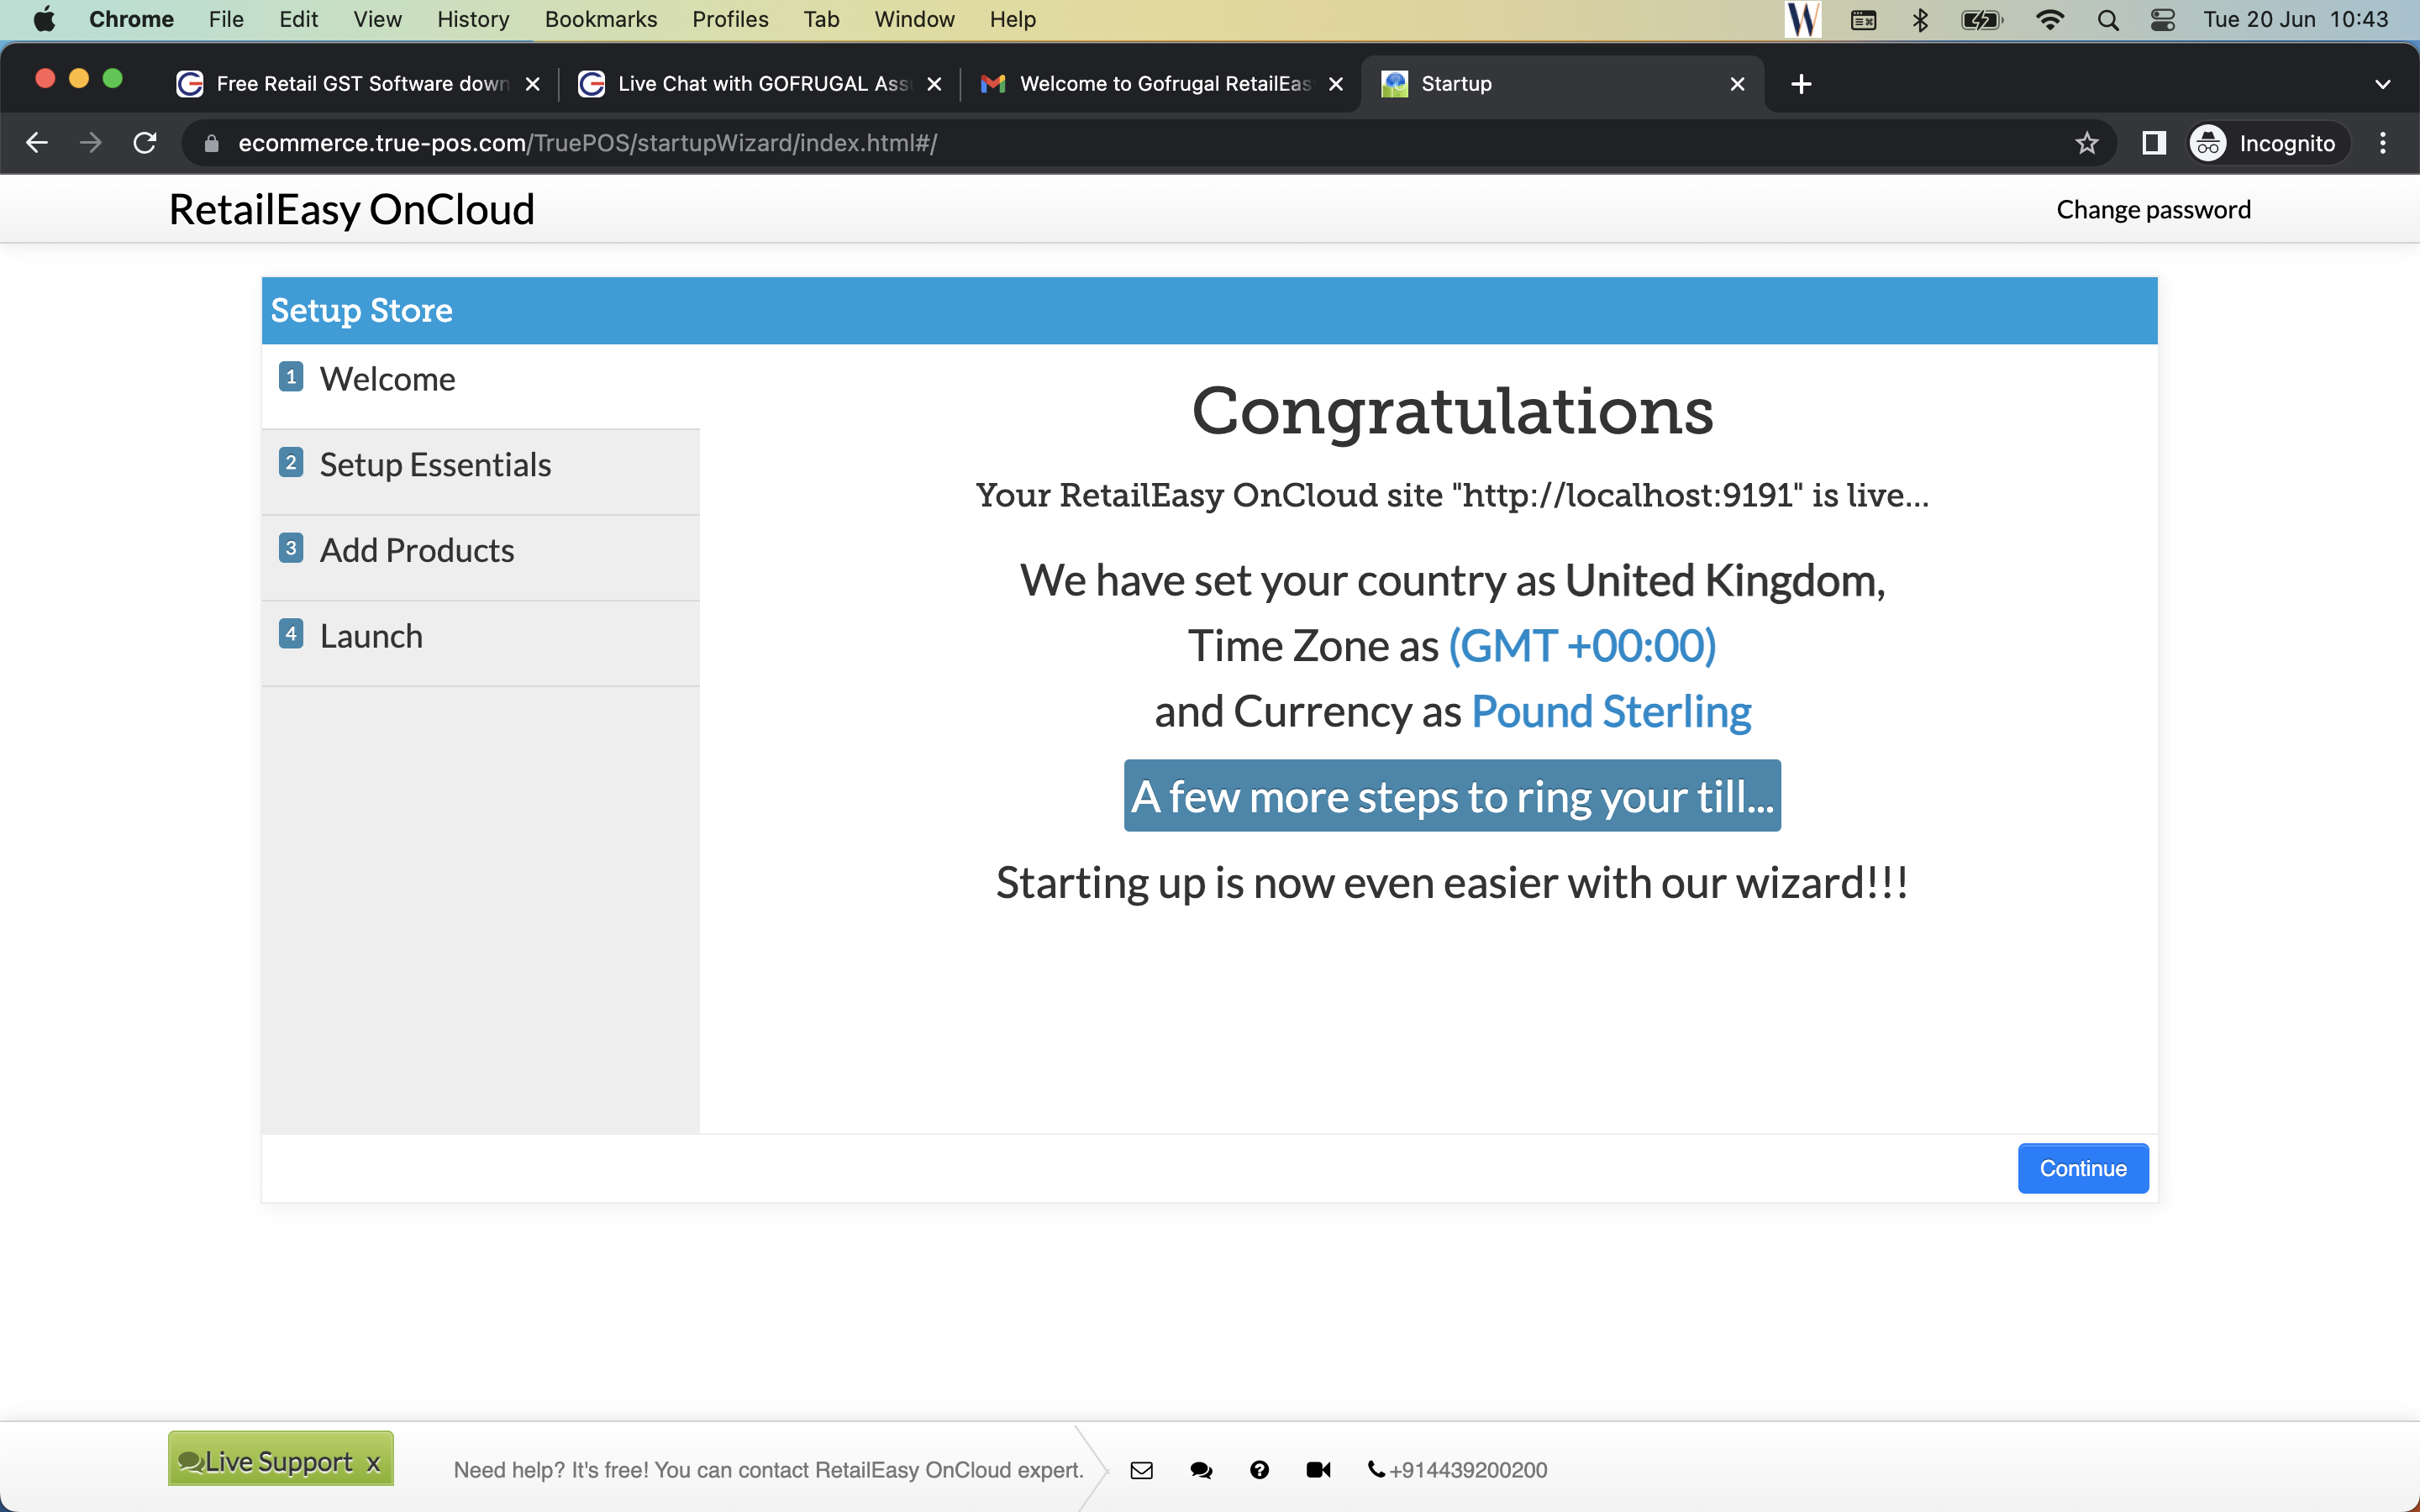 Chrome File Edit View History Bookmarks Profiles Tab Window Help Tue 20 Jun 10:43
Free Retail GST Software down Live Chat with GOFRUGAL Ass Welcome to Gofrugal RetailEas Startup
ecommerce.true-pos.com/TruePOS/startupWizard/index.html#/ Incognito
RetailEasy OnCloud Change password
Setup Store
1 Welcome
2 Setup Essentials
3 Add Products
4 Launch
Congratulations
Your RetailEasy OnCloud site "http://localhost:9191" is live...
We have set your country as United Kingdom,
Time Zone as (GMT +00:00)
and Currency as Pound Sterling
A few more steps to ring your till...
Starting up is now even easier with our wizard!!!
Continue
Live Support x Need help? It's free! You can contact RetailEasy OnCloud expert. +914439200200